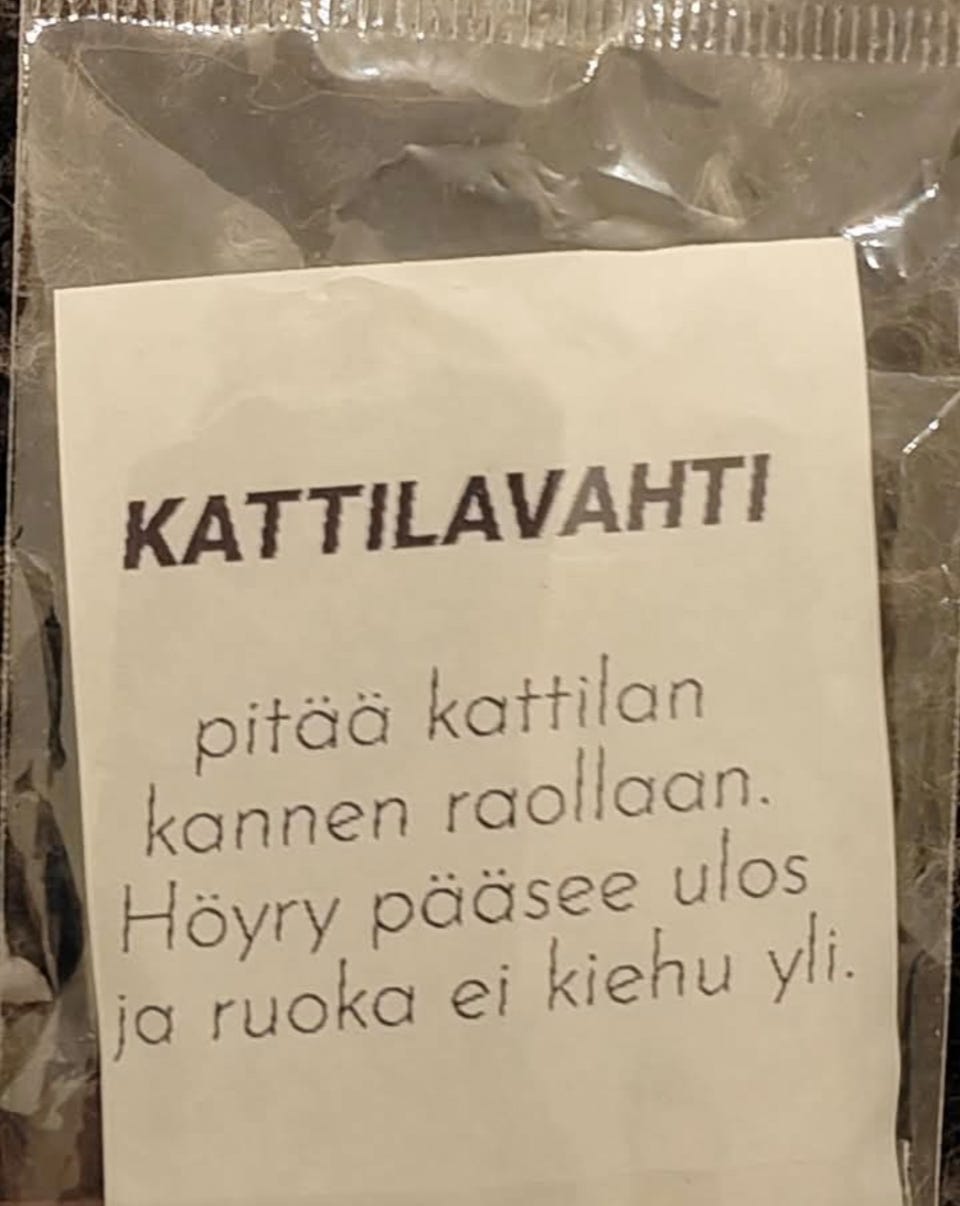 KATTILAVAHTI
pitää kattilan
kannen raollaan.
Höyry pääsee ulos
ja ruoka ei kiehu yli.